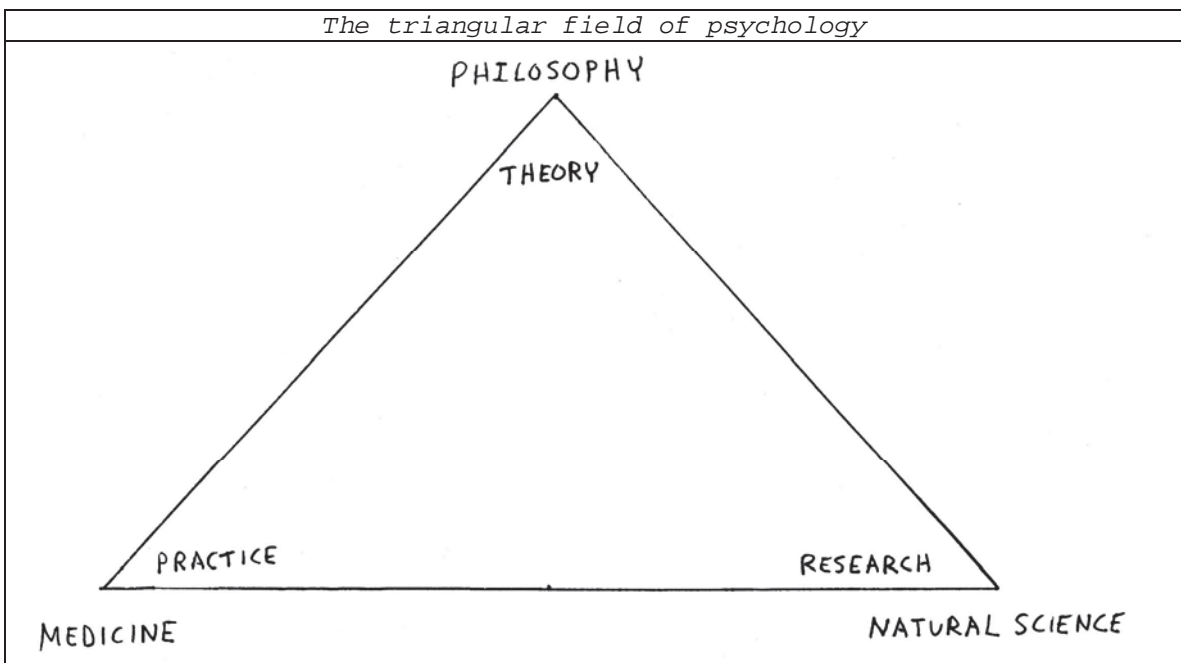 The triangular field of psychology
PHILOSOPHY
THEORY
PRACTICE
RESEARCH
MEDICINE
NATURAL SCIENCE